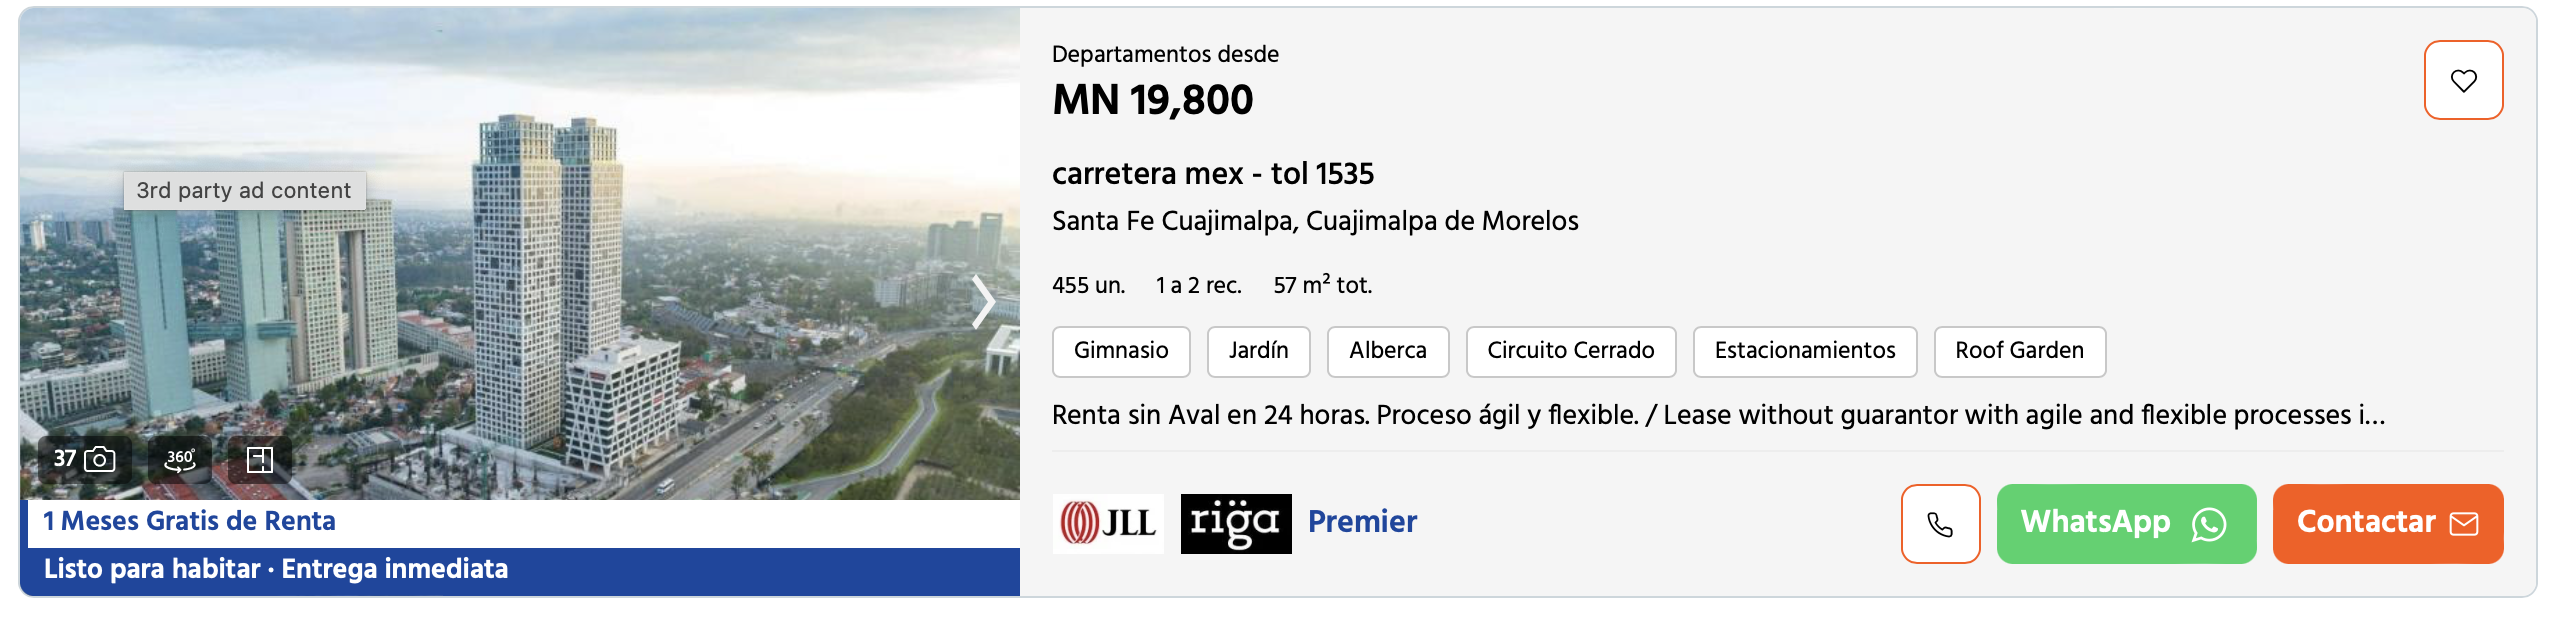 3rd party ad content
37
360°
1 Meses Gratis de Renta
Listo para habitar · Entrega inmediata
Departamentos desde
MN 19,800
carretera mex - tol 1535
Santa Fe Cuajimalpa, Cuajimalpa de Morelos
455 un. 1 a 2 rec. 57 m² tot.
Gimnasio Jardín Alberca Circuito Cerrado Estacionamientos Roof Garden
Renta sin Aval en 24 horas. Proceso ágil y flexible. / Lease without guarantor with agile and flexible processes i...
JLL riga Premier WhatsApp Contactar